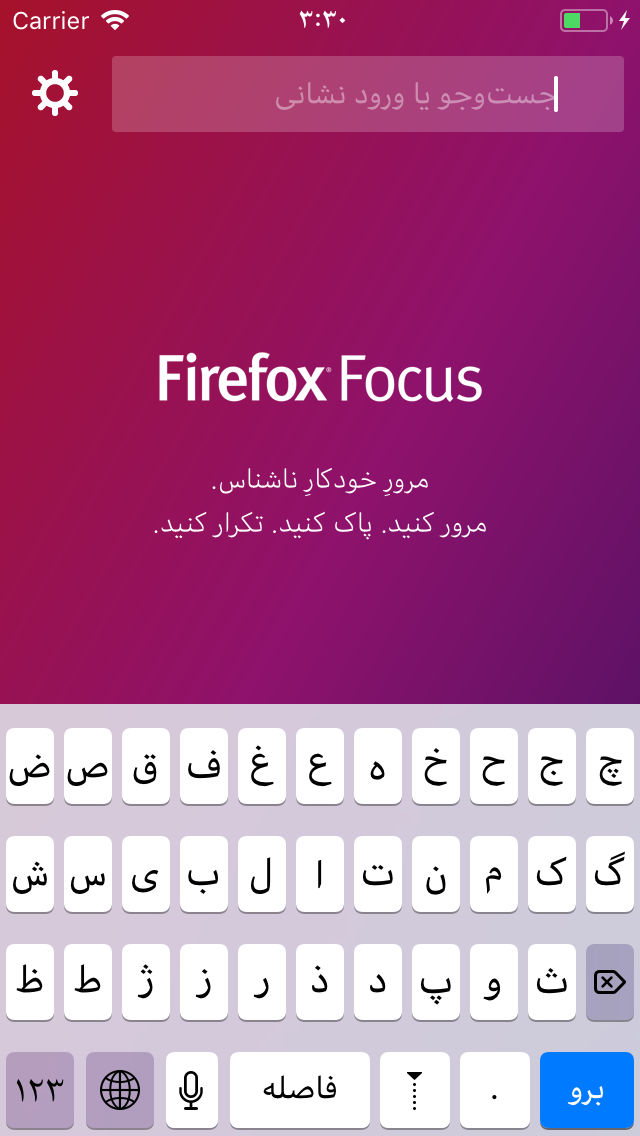 Carrier ۳:۳۰
جست‌وجو یا ورود نشانی
Firefox® Focus
مرورِ خودکارِ ناشناس.
مرور کنید. پاک کنید. تکرار کنید.
ض ص ق ف غ ع ه خ ح ج چ
ش س ی ب ل ا ت ن م ک گ
ظ ط ژ ز ر ذ د پ و ث
۱۲۳ فاصله . برو